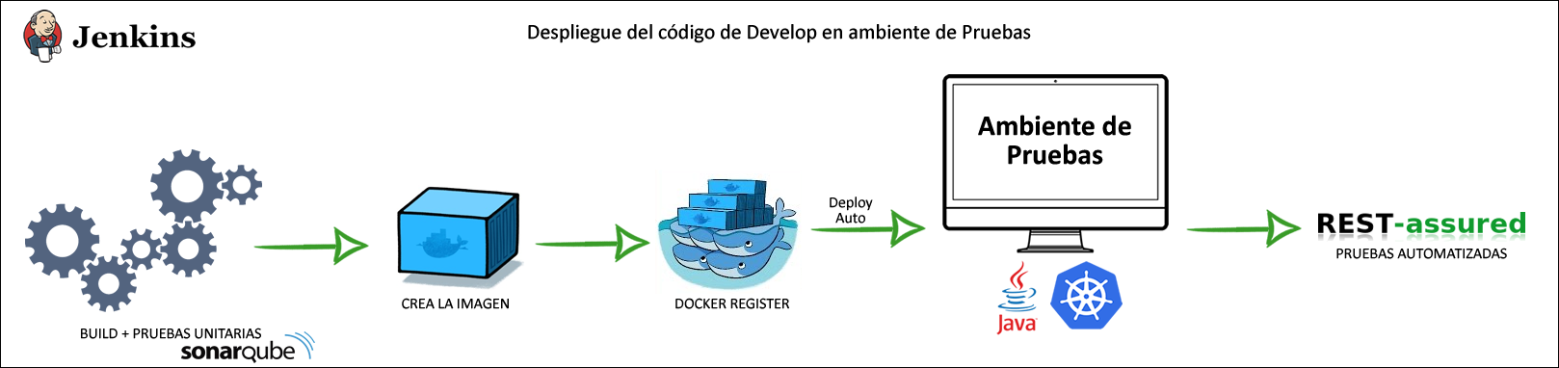 Jenkins
Despliegue del código de Develop en ambiente de Pruebas
Ambiente de
Pruebas
Deploy
Auto
REST-assured
PRUEBAS AUTOMATIZADAS
CREA LA IMAGEN
DOCKER REGISTER
Java
BUILD + PRUEBAS UNITARIAS
sonarqube